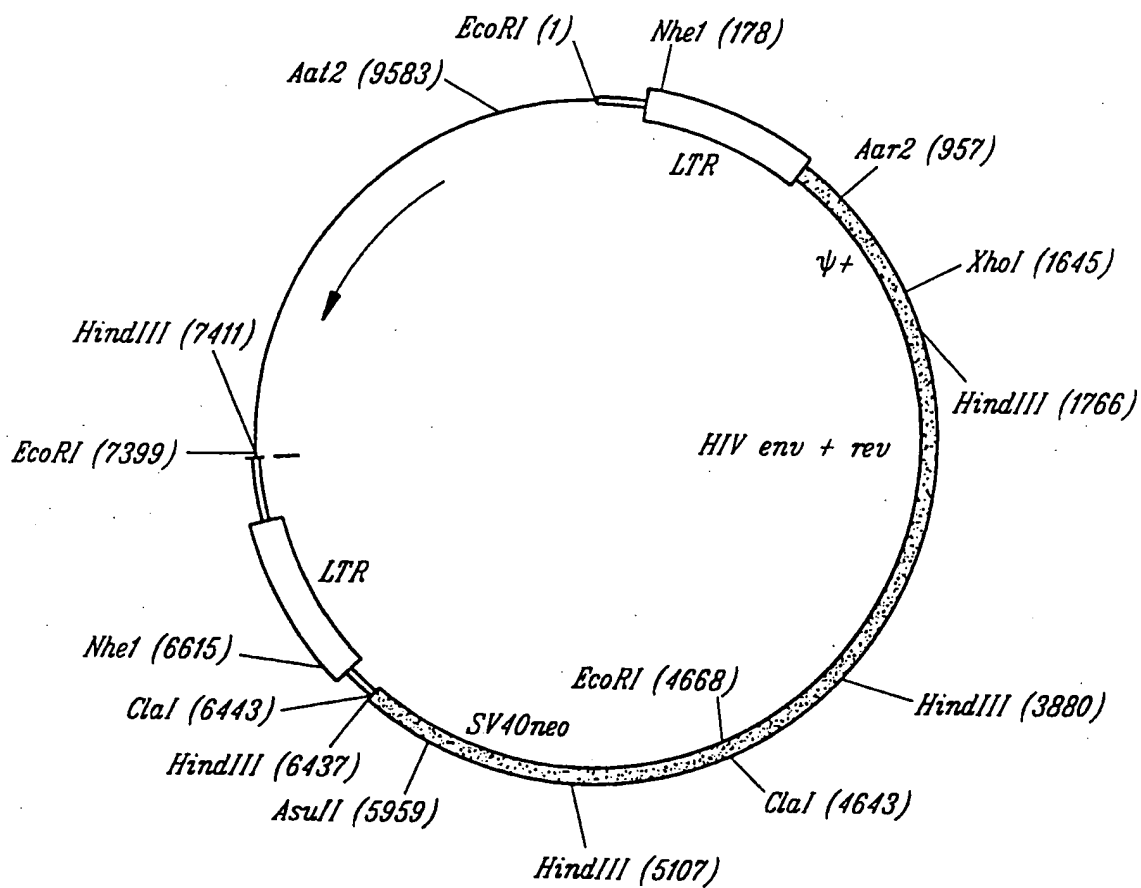 EcoRI (1)
Nhe1 (178)
Aat2 (9583)
LTR
Aar2 (957)
ψ+
XhoI (1645)
HindIII (7411)
HindIII (1766)
EcoRI (7399)
HIV env + rev
LTR
Nhe1 (6615)
EcoRI (4668)
HindIII (3880)
ClaI (6443)
SV40neo
HindIII (6437)
ClaI (4643)
AsuII (5959)
HindIII (5107)